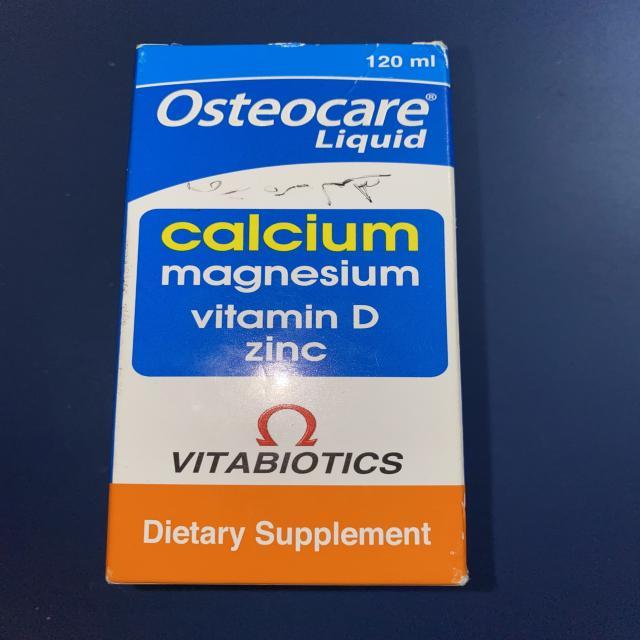 120 ml
Osteocare®
Liquid
calcium
magnesium
vitamin D
zinc
VITABIOTICS
Dietary Supplement